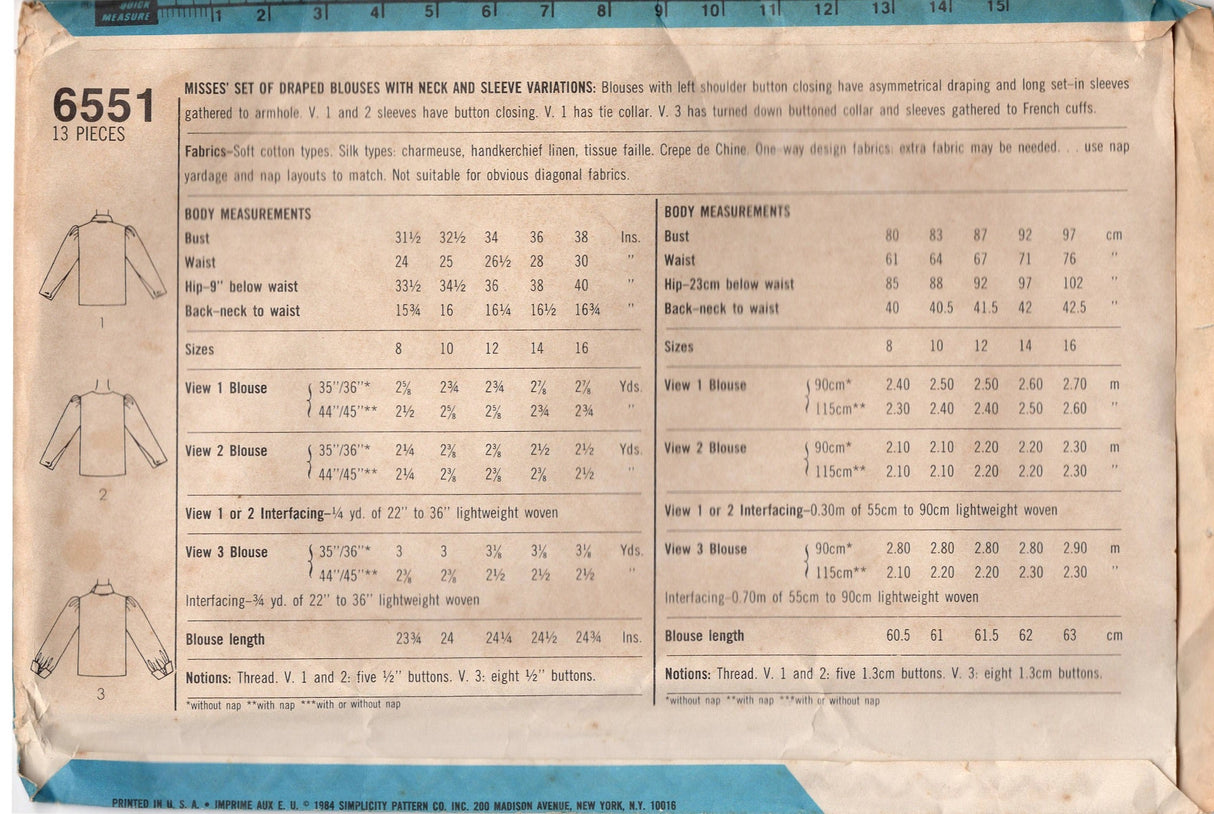 QUICK
MEASURE 1 2 3 4 5 6 7 8 9 10 11 12 13 14 15
6551
13 PIECES
MISSES' SET OF DRAPED BLOUSES WITH NECK AND SLEEVE VARIATIONS: Blouses with left shoulder button closing have asymmetrical draping and long set-in sleeves
gathered to armhole. V. 1 and 2 sleeves have button closing. V. 1 has tie collar. V. 3 has turned down buttoned collar and sleeves gathered to French cuffs.
Fabrics–Soft cotton types. Silk types: charmeuse, handkerchief linen, tissue faille. Crepe de Chine. One way design fabrics: extra fabric may be needed. . . use nap
yardage and nap layouts to match. Not suitable for obvious diagonal fabrics.
1
2
3
BODY MEASUREMENTS
Bust 31½ 32½ 34 36 38 Ins.
Waist 24 25 26½ 28 30 "
Hip–9" below waist 33½ 34½ 36 38 40 "
Back–neck to waist 15¾ 16 16¼ 16½ 16¾ "
Sizes 8 10 12 14 16
View 1 Blouse { 35"/36"* 2⅝ 2¾ 2¾ 2⅞ 2⅞ Yds.
44"/45"** 2½ 2⅝ 2⅝ 2¾ 2¾ "
View 2 Blouse { 35"/36"* 2¼ 2⅜ 2⅜ 2½ 2½ Yds.
44"/45"** 2¼ 2⅜ 2⅜ 2⅜ 2½ "
View 1 or 2 Interfacing–¼ yd. of 22" to 36" lightweight woven
View 3 Blouse { 35"/36"* 3 3 3⅛ 3⅛ 3⅛ Yds.
44"/45"** 2⅜ 2⅜ 2½ 2½ 2½ "
Interfacing–¾ yd. of 22" to 36" lightweight woven
Blouse length 23¾ 24 24¼ 24½ 24¾ Ins.
Notions: Thread. V. 1 and 2: five ½" buttons. V. 3: eight ½" buttons.
*without nap **with nap ***with or without nap
BODY MEASUREMENTS
Bust 80 83 87 92 97 cm
Waist 61 64 67 71 76 "
Hip–23cm below waist 85 88 92 97 102 "
Back–neck to waist 40 40.5 41.5 42 42.5 "
Sizes 8 10 12 14 16
View 1 Blouse { 90cm* 2.40 2.50 2.50 2.60 2.70 m
115cm** 2.30 2.40 2.40 2.50 2.60 "
View 2 Blouse { 90cm* 2.10 2.10 2.20 2.20 2.30 m
115cm** 2.10 2.10 2.20 2.20 2.30 "
View 1 or 2 Interfacing–0.30m of 55cm to 90cm lightweight woven
View 3 Blouse { 90cm* 2.80 2.80 2.80 2.80 2.90 m
115cm** 2.10 2.20 2.20 2.30 2.30 "
Interfacing–0.70m of 55cm to 90cm lightweight woven
Blouse length 60.5 61 61.5 62 63 cm
Notions: Thread. V. 1 and 2: five 1.3cm buttons. V. 3: eight 1.3cm buttons.
*without nap **with nap ***with or without nap
PRINTED IN U. S. A. • IMPRIME AUX E. U. © 1984 SIMPLICITY PATTERN CO. INC. 200 MADISON AVENUE, NEW YORK, N.Y. 10016